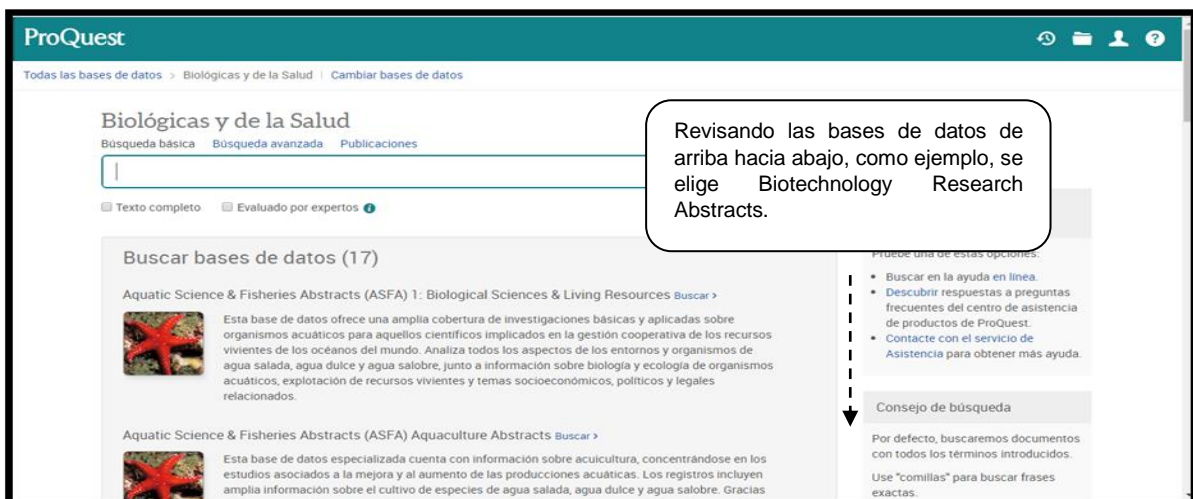 ProQuest
Todas las bases de datos > Biológicas y de la Salud | Cambiar bases de datos
Biológicas y de la Salud
Búsqueda básica Búsqueda avanzada Publicaciones
Texto completo Evaluado por expertos
Revisando las bases de datos de
arriba hacia abajo, como ejemplo, se
elige Biotechnology Research
Abstracts.
Buscar bases de datos (17)
Aquatic Science & Fisheries Abstracts (ASFA) 1: Biological Sciences & Living Resources Buscar >
Esta base de datos ofrece una amplia cobertura de investigaciones básicas y aplicadas sobre
organismos acuáticos para aquellos científicos implicados en la gestión cooperativa de los recursos
vivientes de los océanos del mundo. Analiza todos los aspectos de los entornos y organismos de
agua salada, agua dulce y agua salobre, junto a información sobre biología y ecología de organismos
acuáticos, explotación de recursos vivientes y temas socioeconómicos, políticos y legales
relacionados.
Aquatic Science & Fisheries Abstracts (ASFA) Aquaculture Abstracts Buscar >
Esta base de datos especializada cuenta con información sobre acuicultura, concentrándose en los
estudios asociados a la mejora y al aumento de las producciones acuáticas. Los registros incluyen
amplia información sobre el cultivo de especies de agua salada, agua dulce y agua salobre. Gracias
Pruebe una de estas opciones:
• Buscar en la ayuda en línea.
• Descubrir respuestas a preguntas
frecuentes del centro de asistencia
de productos de ProQuest.
• Contacte con el servicio de
Asistencia para obtener más ayuda.
Consejo de búsqueda
Por defecto, buscaremos documentos
con todos los términos introducidos.
Use "comillas" para buscar frases
exactas.